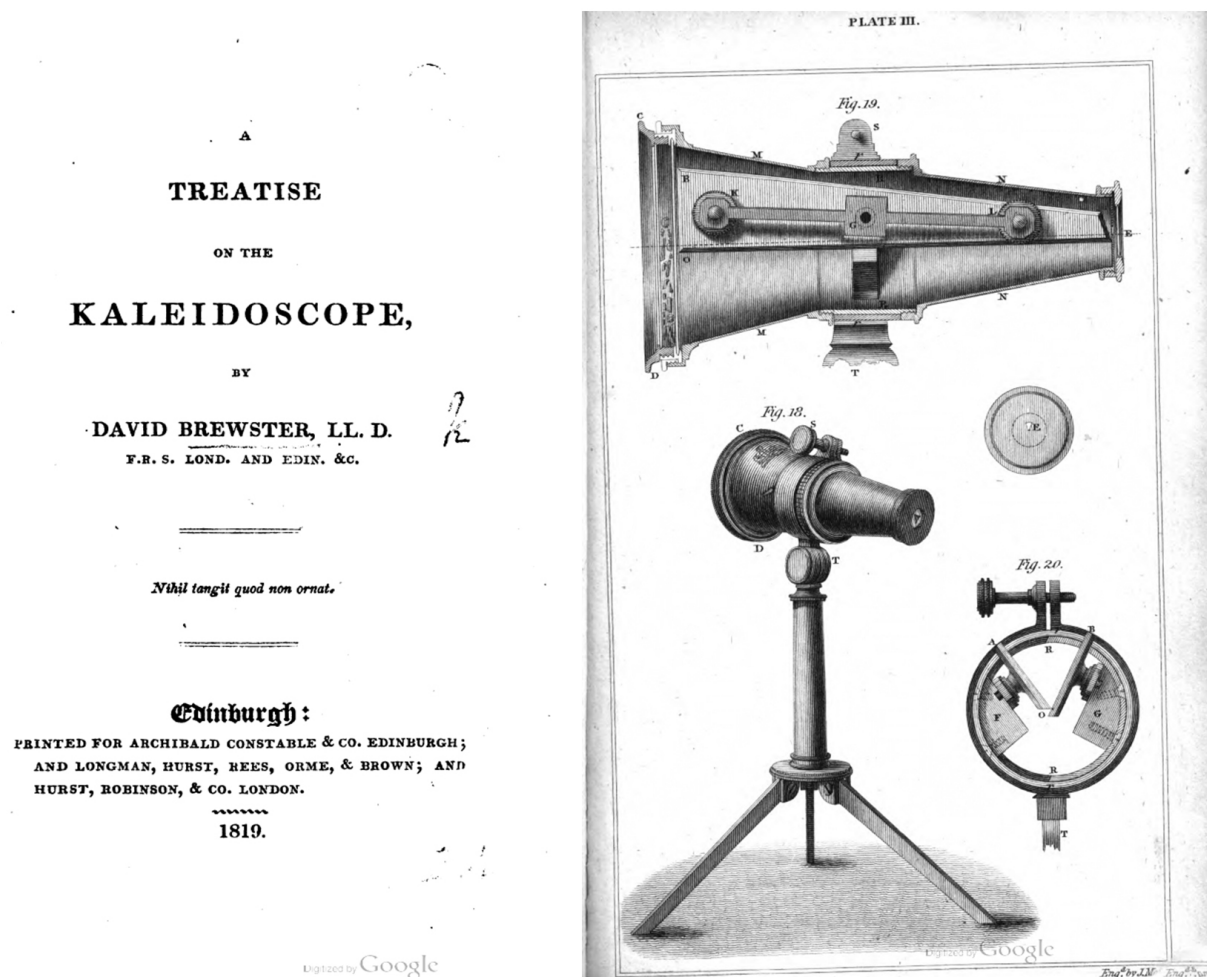 A
TREATISE
ON THE
KALEIDOSCOPE,
BY
DAVID BREWSTER, LL. D.
F.R. S. LOND. AND EDIN. &C.
Nihil tangit quod non ornat.
Edinburgh:
PRINTED FOR ARCHIBALD CONSTABLE & CO. EDINBURGH;
AND LONGMAN, HURST, REES, ORME, & BROWN; AND
HURST, ROBINSON, & CO. LONDON.
1819.
Digitized by Google
PLATE III.
Fig. 19.
C
S
M
N
B
R
K
G
L
E
O
R
M
N
D
T
Fig. 18.
C
S
E
D
T
Fig. 20.
A
B
R
F
G
O
R
T
Digitized by Google
Eng.d by J.M